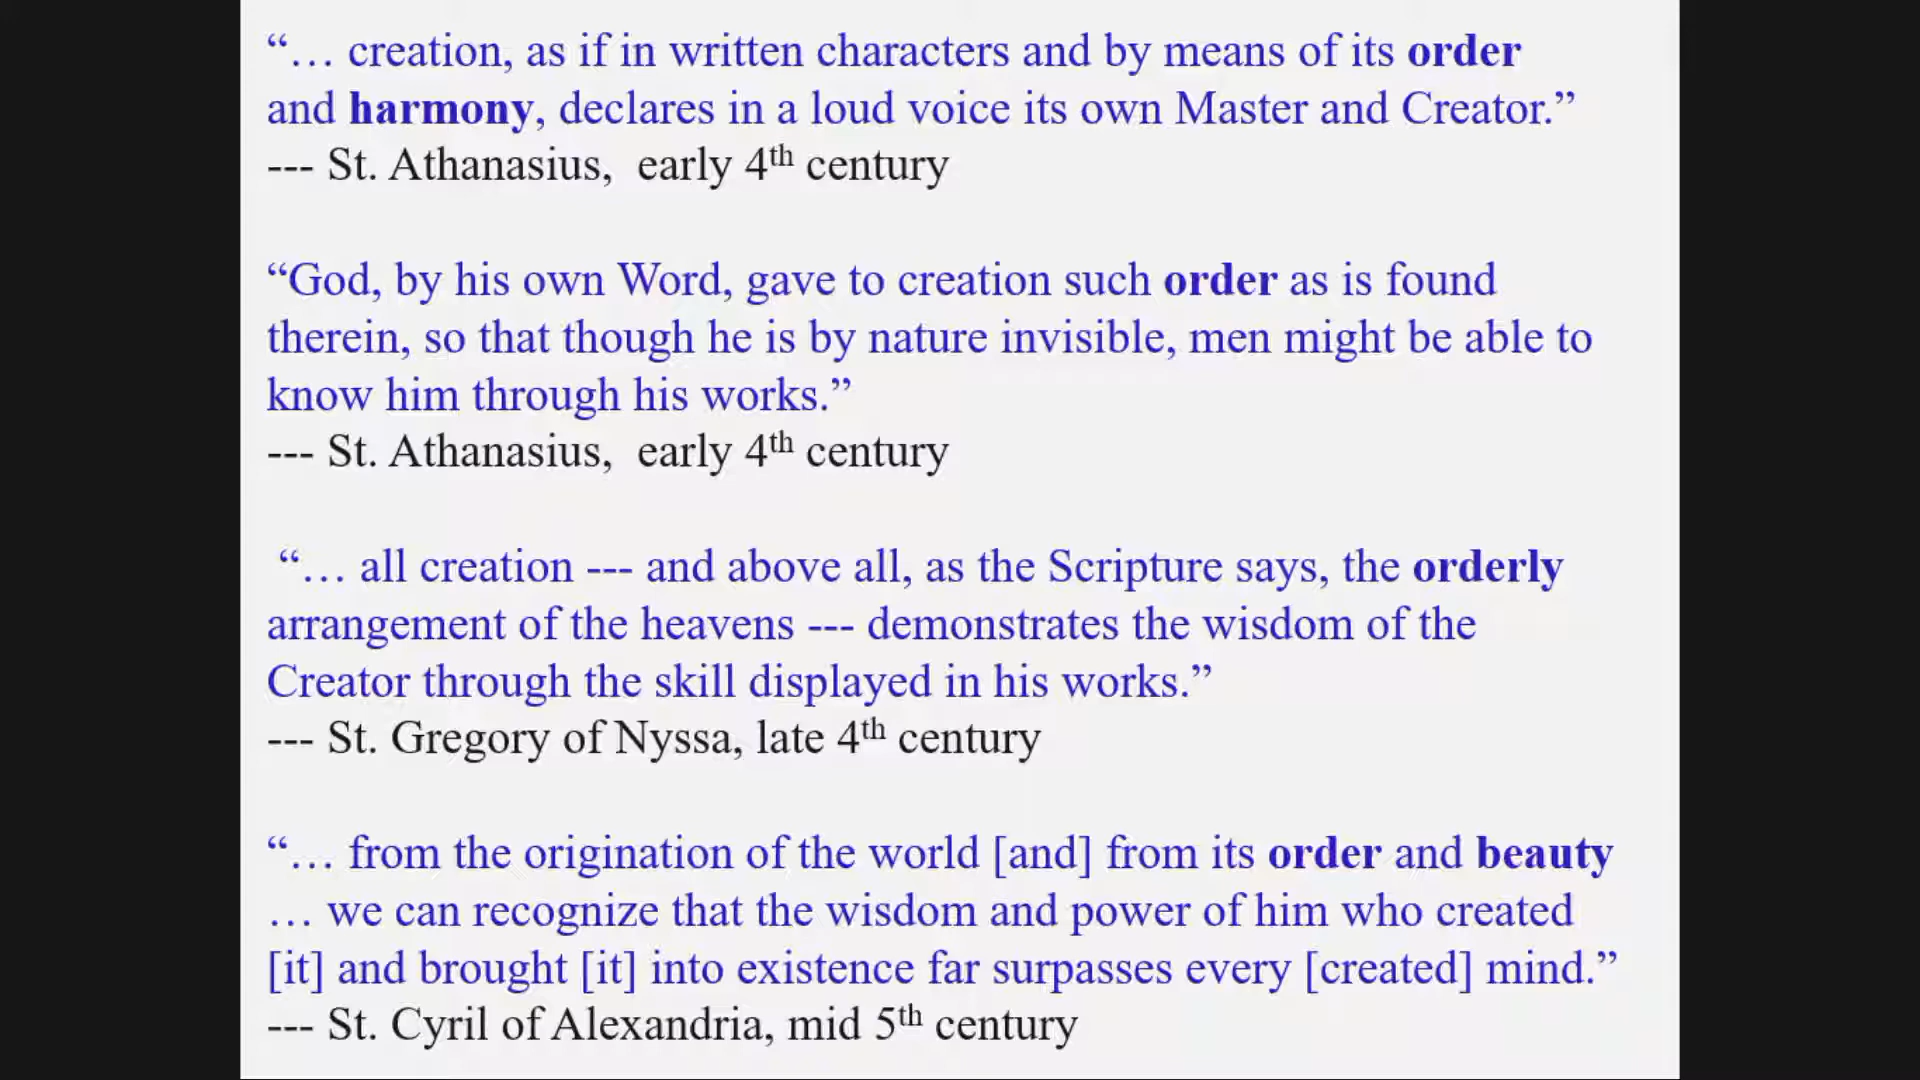 “… creation, as if in written characters and by means of its order
and harmony, declares in a loud voice its own Master and Creator.”
--- St. Athanasius,  early 4th century
“God, by his own Word, gave to creation such order as is found
therein, so that though he is by nature invisible, men might be able to
know him through his works.”
--- St. Athanasius,  early 4th century
“… all creation --- and above all, as the Scripture says, the orderly
arrangement of the heavens --- demonstrates the wisdom of the
Creator through the skill displayed in his works.”
--- St. Gregory of Nyssa, late 4th century
“… from the origination of the world [and] from its order and beauty
… we can recognize that the wisdom and power of him who created
[it] and brought [it] into existence far surpasses every [created] mind.”
--- St. Cyril of Alexandria, mid 5th century